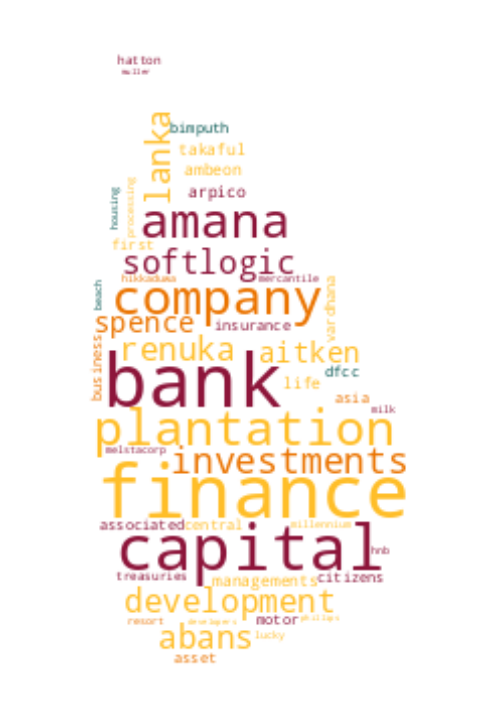 hatton
muller
lanka
bimputh
takaful
ambeon
processing
housing
arpico
amana
first
softlogic
hikkaduwa
mercantile
beach
company
vardhana
spence
insurance
business
renuka
aitken
bank
life
dfcc
asia
milk
plantation
melstacorp
investments
finance
associated
central
millennium
capital
hnb
treasuries
managements
citizens
development
resort
developers
motor
phillips
abans
lucky
asset